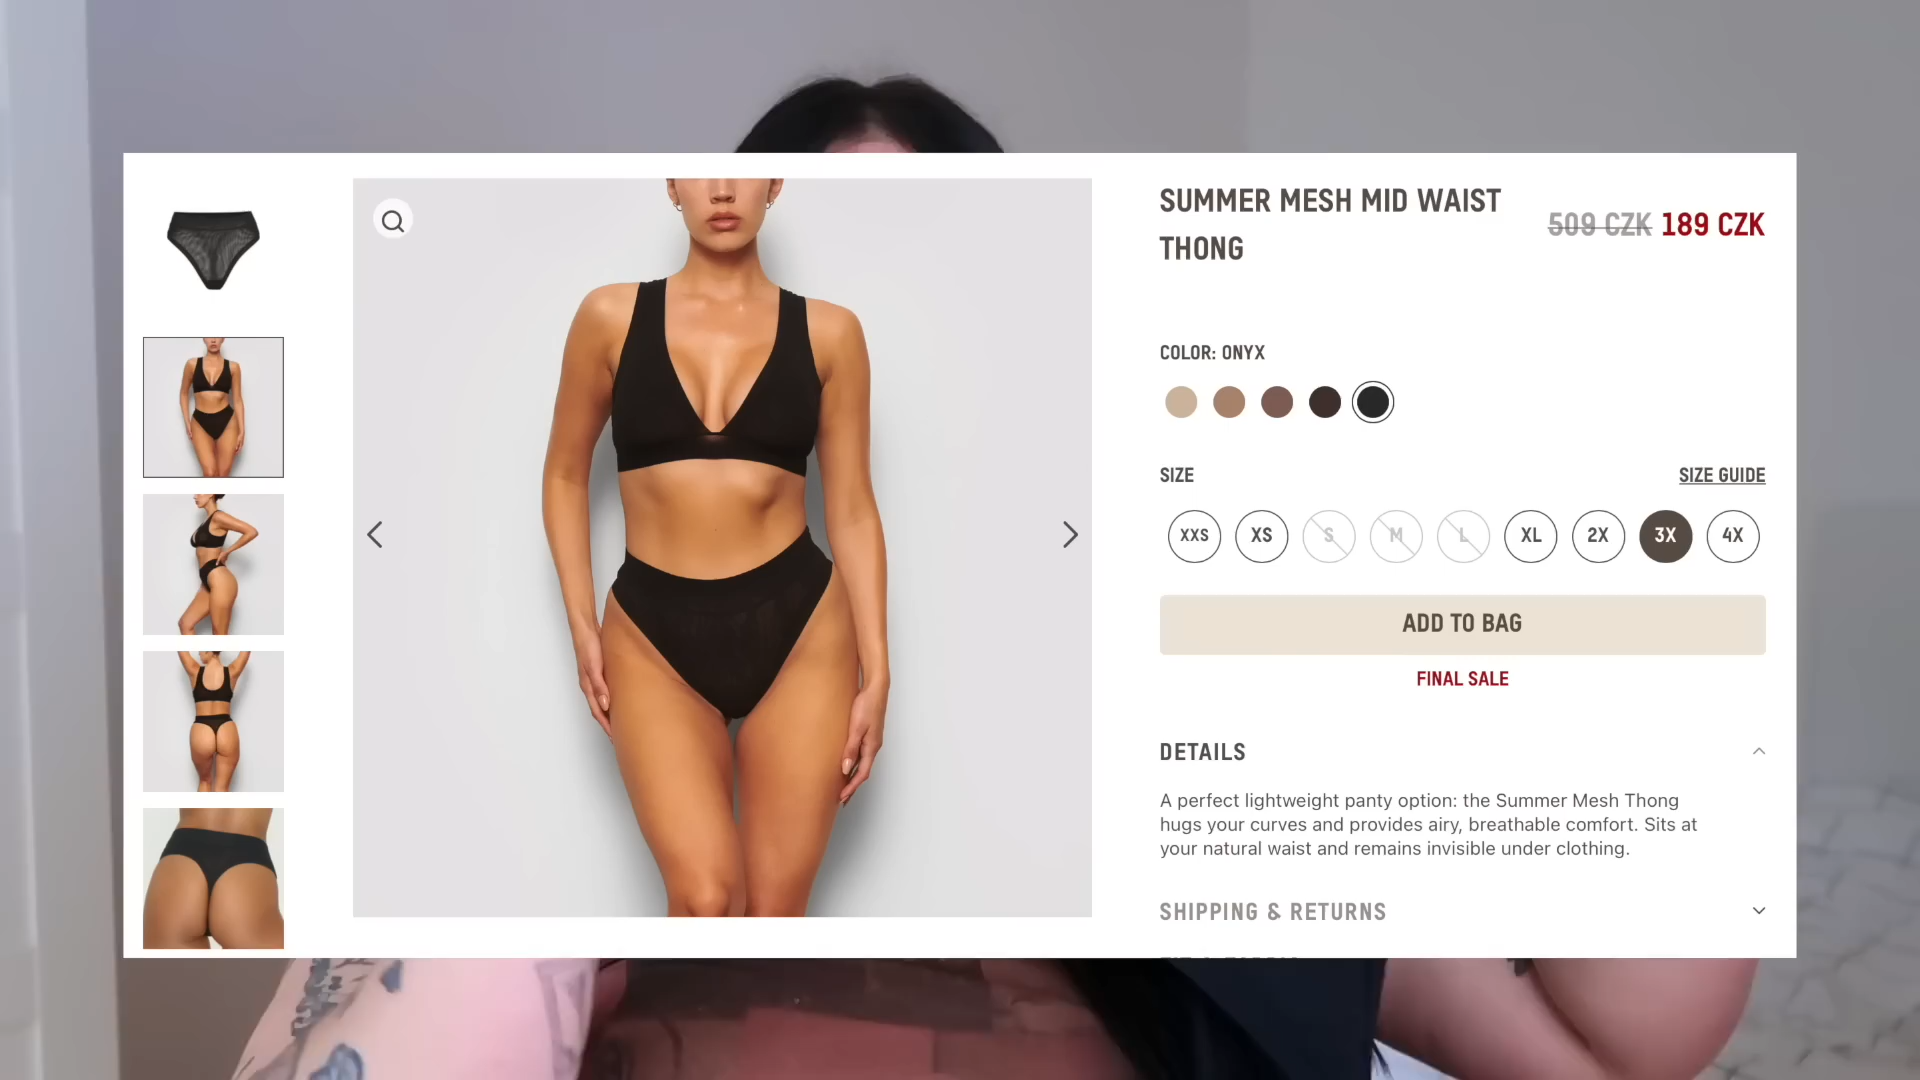 SUMMER MESH MID WAIST
THONG
509 CZK 189 CZK
COLOR: ONYX
SIZE
SIZE GUIDE
XXS XS S M L XL 2X 3X 4X
ADD TO BAG
FINAL SALE
DETAILS
A perfect lightweight panty option: the Summer Mesh Thong
hugs your curves and provides airy, breathable comfort. Sits at
your natural waist and remains invisible under clothing.
SHIPPING & RETURNS